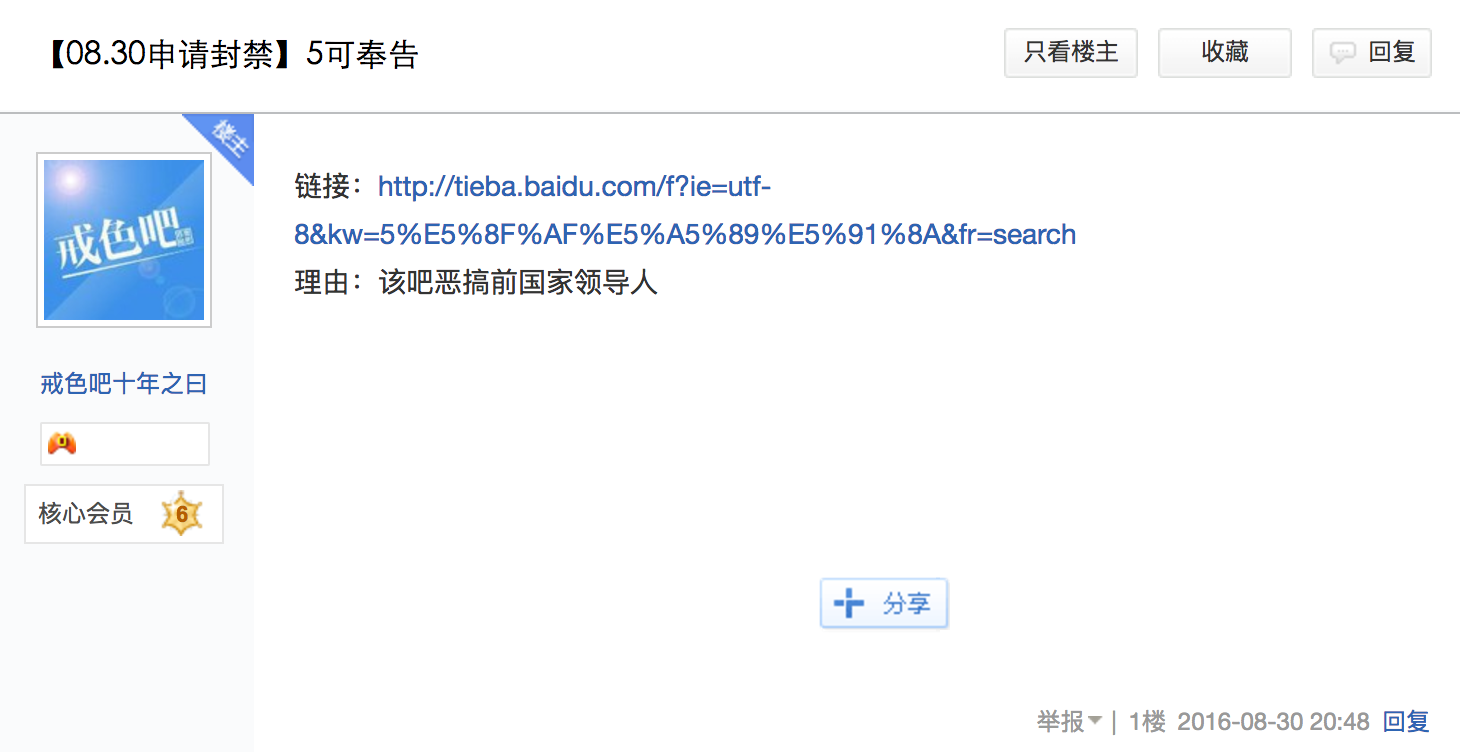 【08.30申请封禁】5可奉告
只看楼主
收藏
回复
楼主
戒色吧
链接：http://tieba.baidu.com/f?ie=utf-
8&kw=5%E5%8F%AF%E5%A5%89%E5%91%8A&fr=search
理由：该吧恶搞前国家领导人
戒色吧十年之曰
核心会员 6
分享
举报 | 1楼 2016-08-30 20:48 回复